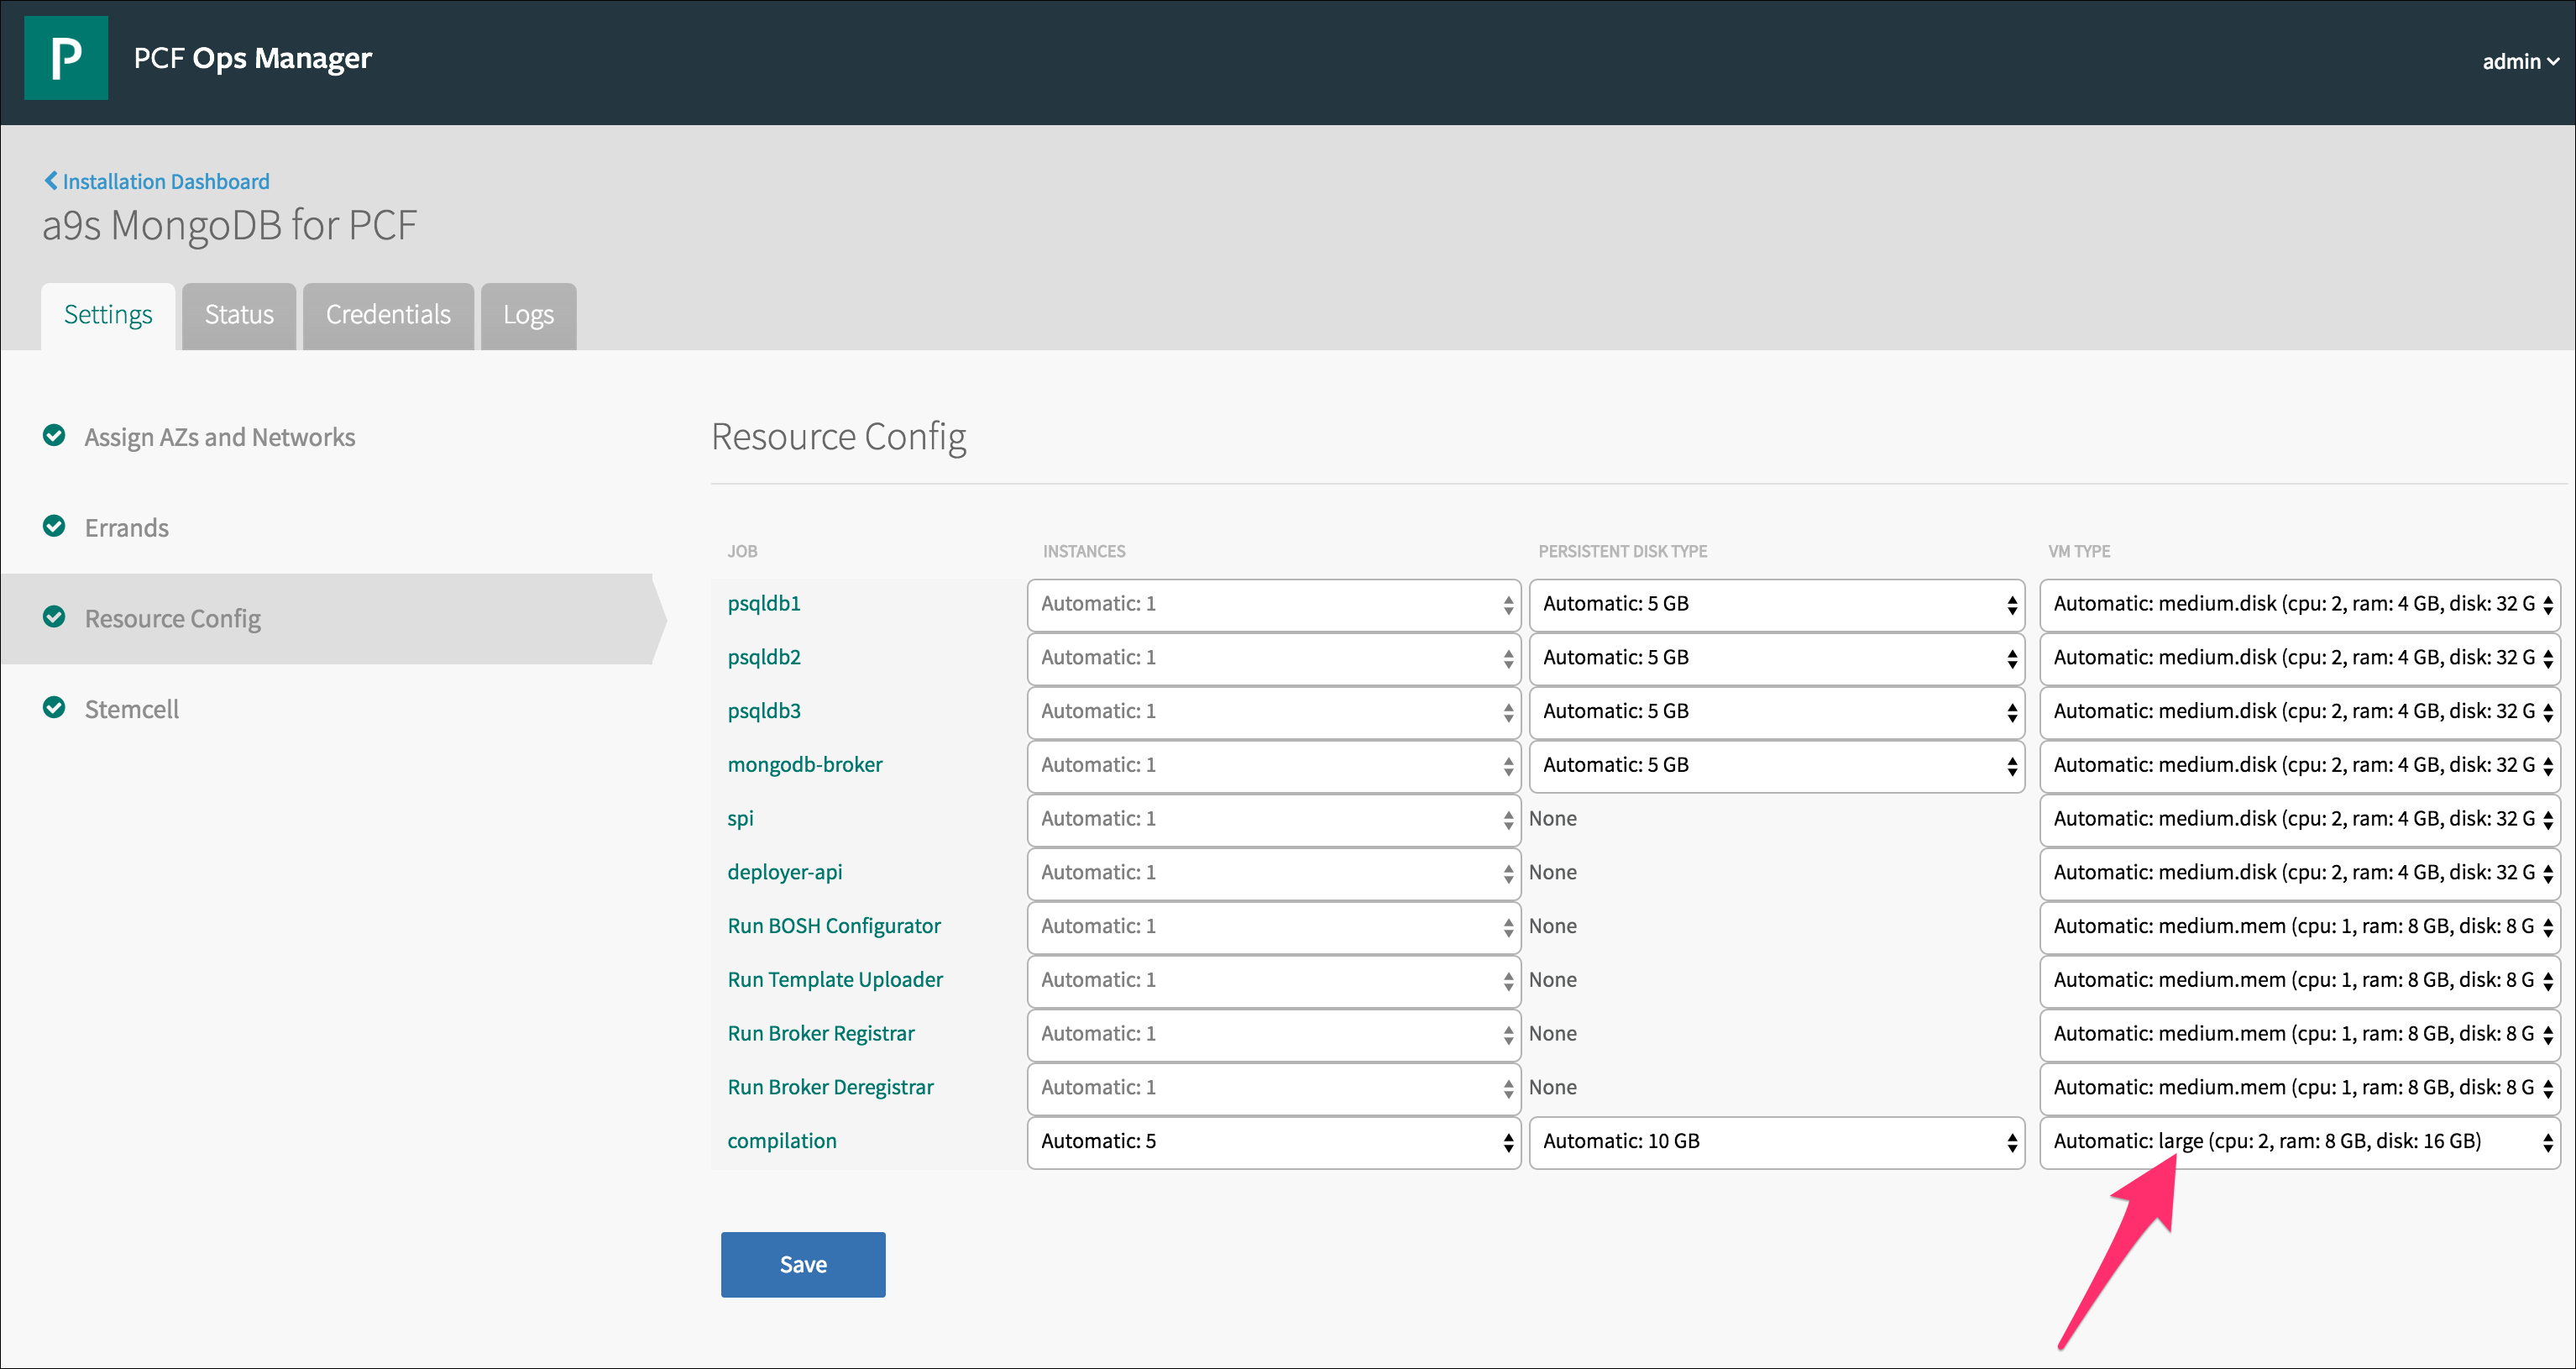 P
PCF Ops Manager
admin
Installation Dashboard
a9s MongoDB for PCF
Settings Status Credentials Logs
Assign AZs and Networks
Errands
Resource Config
Stemcell
Resource Config
JOB INSTANCES PERSISTENT DISK TYPE VM TYPE
psqldb1 Automatic: 1 Automatic: 5 GB Automatic: medium.disk (cpu: 2, ram: 4 GB, disk: 32 G
psqldb2 Automatic: 1 Automatic: 5 GB Automatic: medium.disk (cpu: 2, ram: 4 GB, disk: 32 G
psqldb3 Automatic: 1 Automatic: 5 GB Automatic: medium.disk (cpu: 2, ram: 4 GB, disk: 32 G
mongodb-broker Automatic: 1 Automatic: 5 GB Automatic: medium.disk (cpu: 2, ram: 4 GB, disk: 32 G
spi Automatic: 1 None Automatic: medium.disk (cpu: 2, ram: 4 GB, disk: 32 G
deployer-api Automatic: 1 None Automatic: medium.disk (cpu: 2, ram: 4 GB, disk: 32 G
Run BOSH Configurator Automatic: 1 None Automatic: medium.mem (cpu: 1, ram: 8 GB, disk: 8 G
Run Template Uploader Automatic: 1 None Automatic: medium.mem (cpu: 1, ram: 8 GB, disk: 8 G
Run Broker Registrar Automatic: 1 None Automatic: medium.mem (cpu: 1, ram: 8 GB, disk: 8 G
Run Broker Deregistrar Automatic: 1 None Automatic: medium.mem (cpu: 1, ram: 8 GB, disk: 8 G
compilation Automatic: 5 Automatic: 10 GB Automatic: large (cpu: 2, ram: 8 GB, disk: 16 GB)
Save